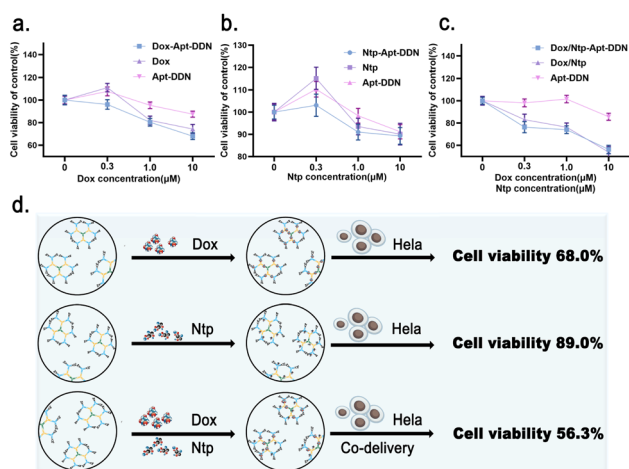 a.
Cell viability of control(%)
140
120
100
80
60
Dox-Apt-DDN
Dox
Apt-DDN
0
0.3
1.0
10
Dox concentration(μM)
b.
Cell viability of control(%)
130
120
110
100
90
80
Ntp-Apt-DDN
Ntp
Apt-DDN
0
0.3
1.0
10
Ntp concentration(μM)
c.
Cell viability of control(%)
140
120
100
80
60
Dox/Ntp-Apt-DDN
Dox/Ntp
Apt-DDN
0
0.3
1.0
10
Dox concentration(μM)
Ntp concentration(μM)
d.
Dox
Hela
Cell viability 68.0%
Ntp
Hela
Cell viability 89.0%
Dox
Ntp
Hela
Co-delivery
Cell viability 56.3%